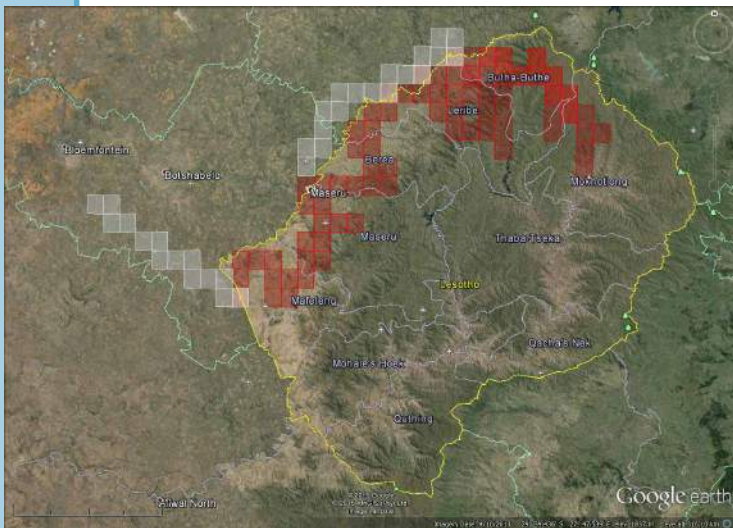 Butha-Buthe
Leribe
Bloemfontein
Botshabelo
Berea
Mokhotlong
Maseru
Maseru
Thaba-Tseka
Lesotho
Mafeteng
Qacha's Nek
Mohale's Hoek
Quthing
Aliwal North
Google earth